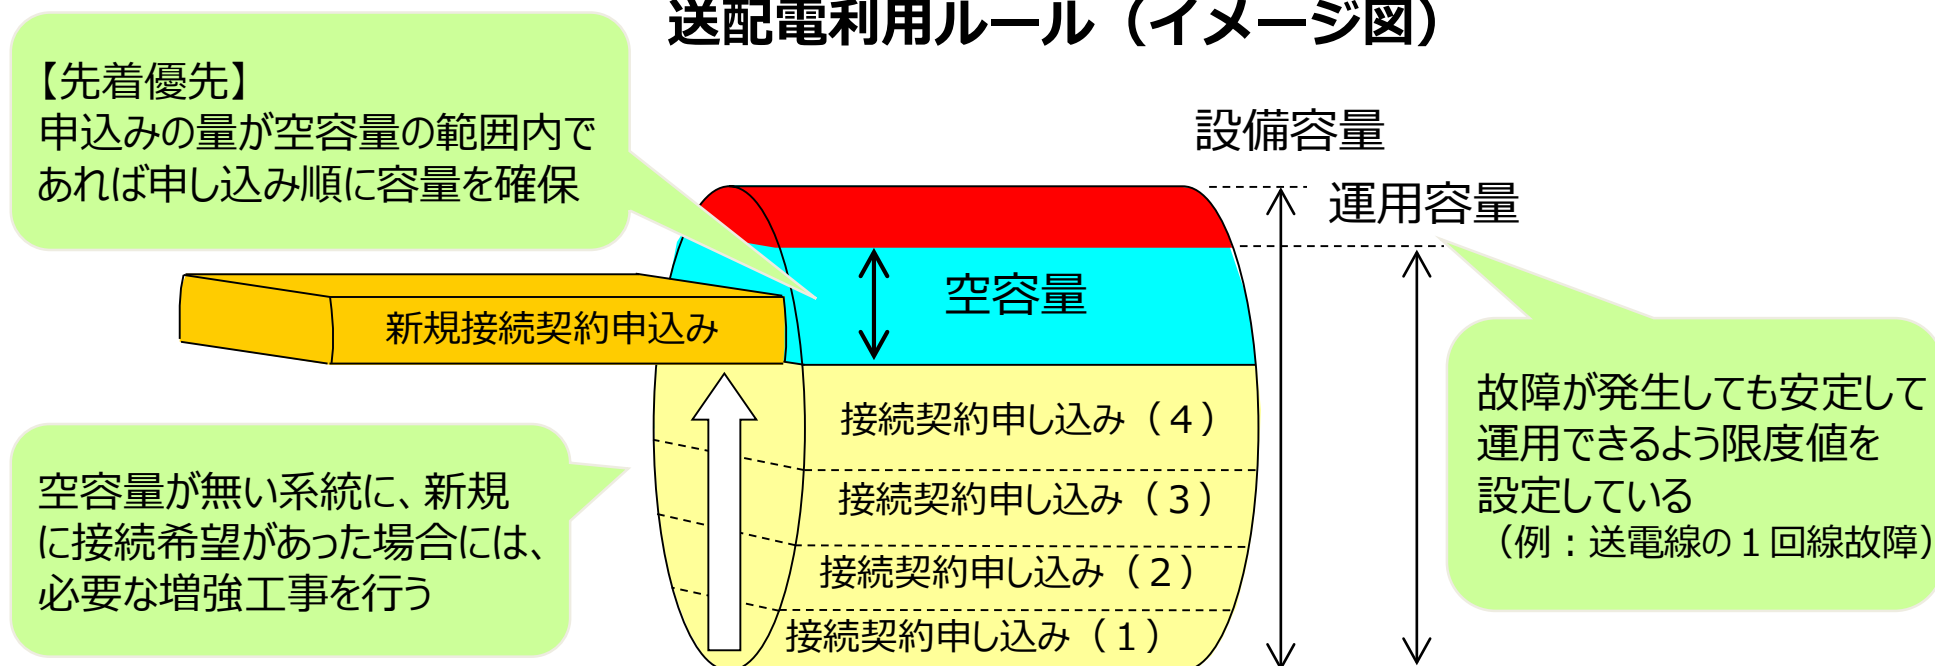 送配電利用ルール（イメージ図）
【先着優先】
申込みの量が空容量の範囲内で
あれば申し込み順に容量を確保
設備容量
運用容量
空容量
新規接続契約申込み
接続契約申し込み（４）
接続契約申し込み（３）
接続契約申し込み（２）
接続契約申し込み（１）
空容量が無い系統に、新規
に接続希望があった場合には、
必要な増強工事を行う
故障が発生しても安定して
運用できるよう限度値を
設定している
（例：送電線の１回線故障）